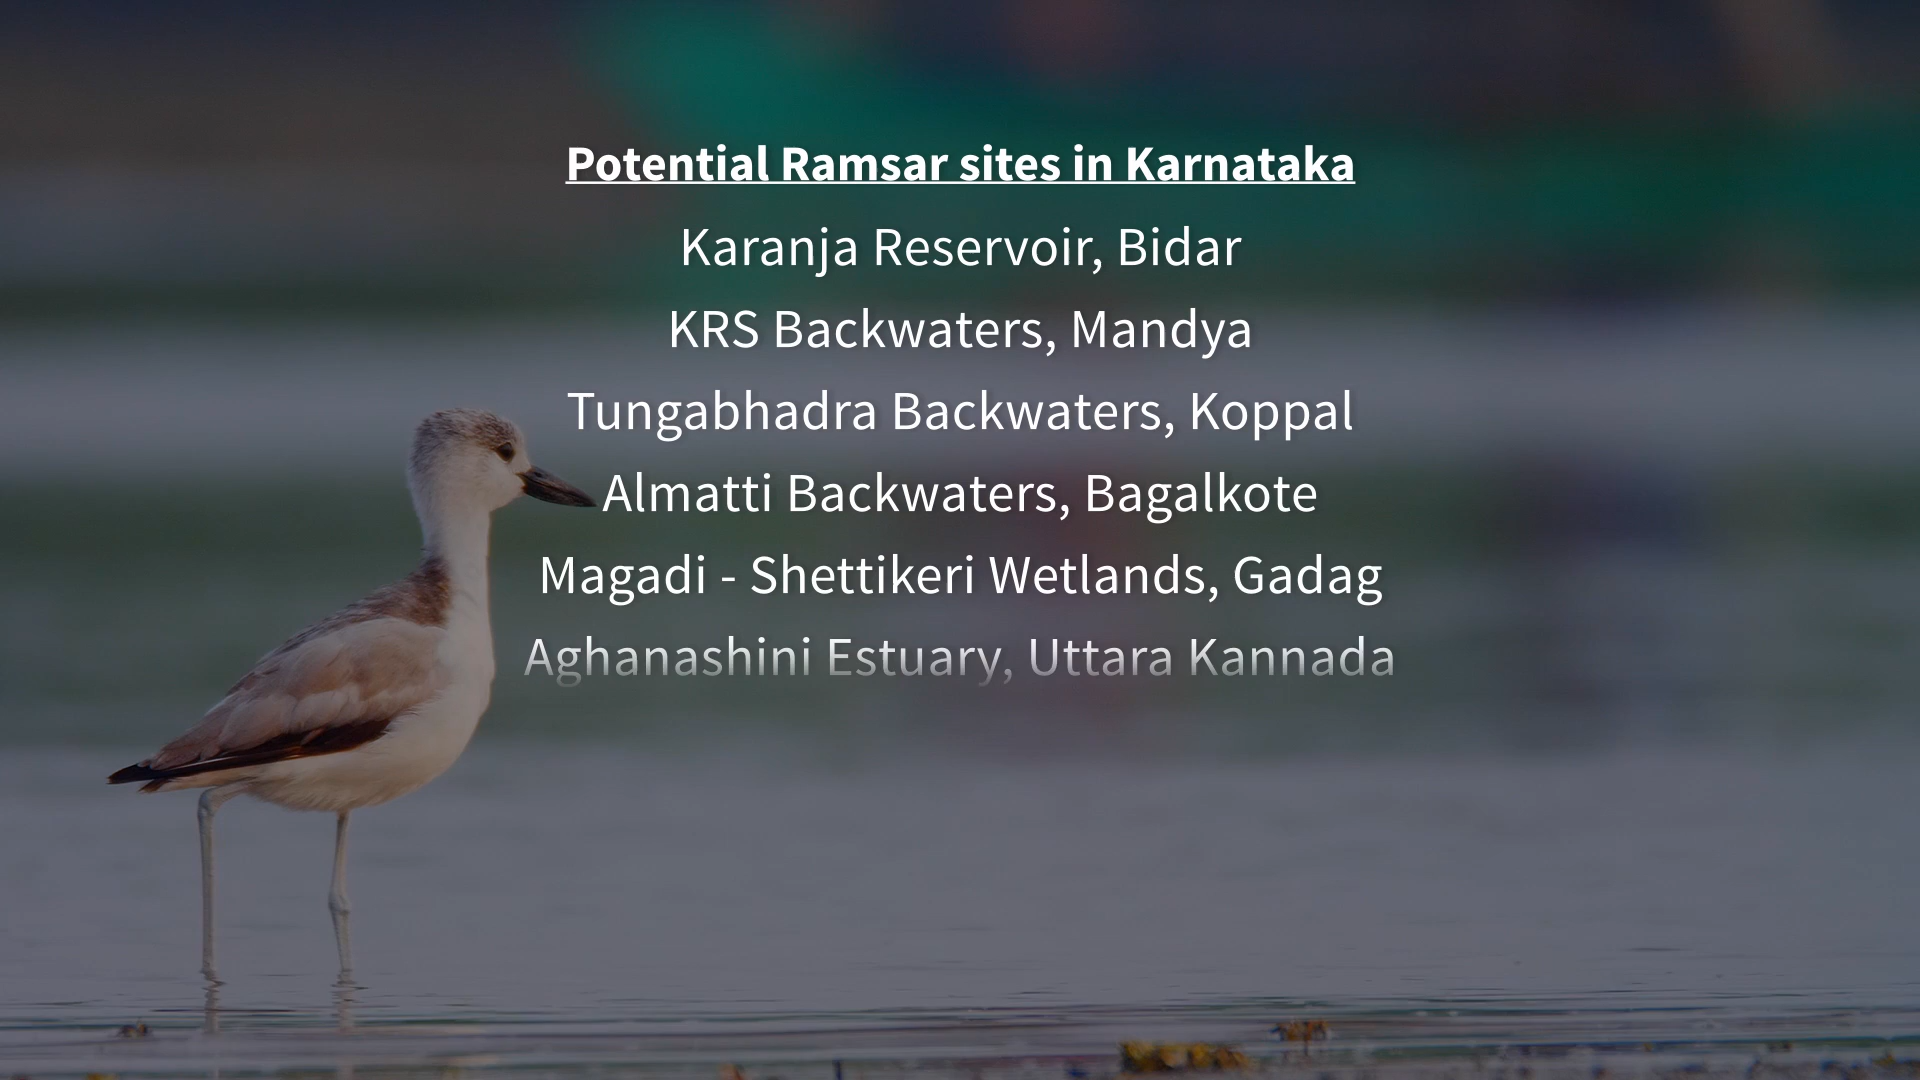 Potential Ramsar sites in Karnataka
Karanja Reservoir, Bidar
KRS Backwaters, Mandya
Tungabhadra Backwaters, Koppal
Almatti Backwaters, Bagalkote
Magadi - Shettikeri Wetlands, Gadag
Aghanashini Estuary, Uttara Kannada